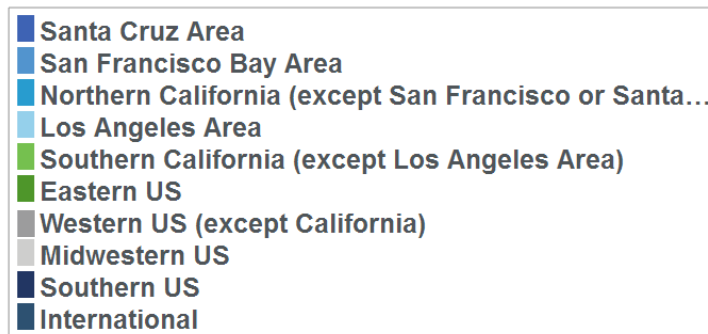 Santa Cruz Area
San Francisco Bay Area
Northern California (except San Francisco or Santa…
Los Angeles Area
Southern California (except Los Angeles Area)
Eastern US
Western US (except California)
Midwestern US
Southern US
International